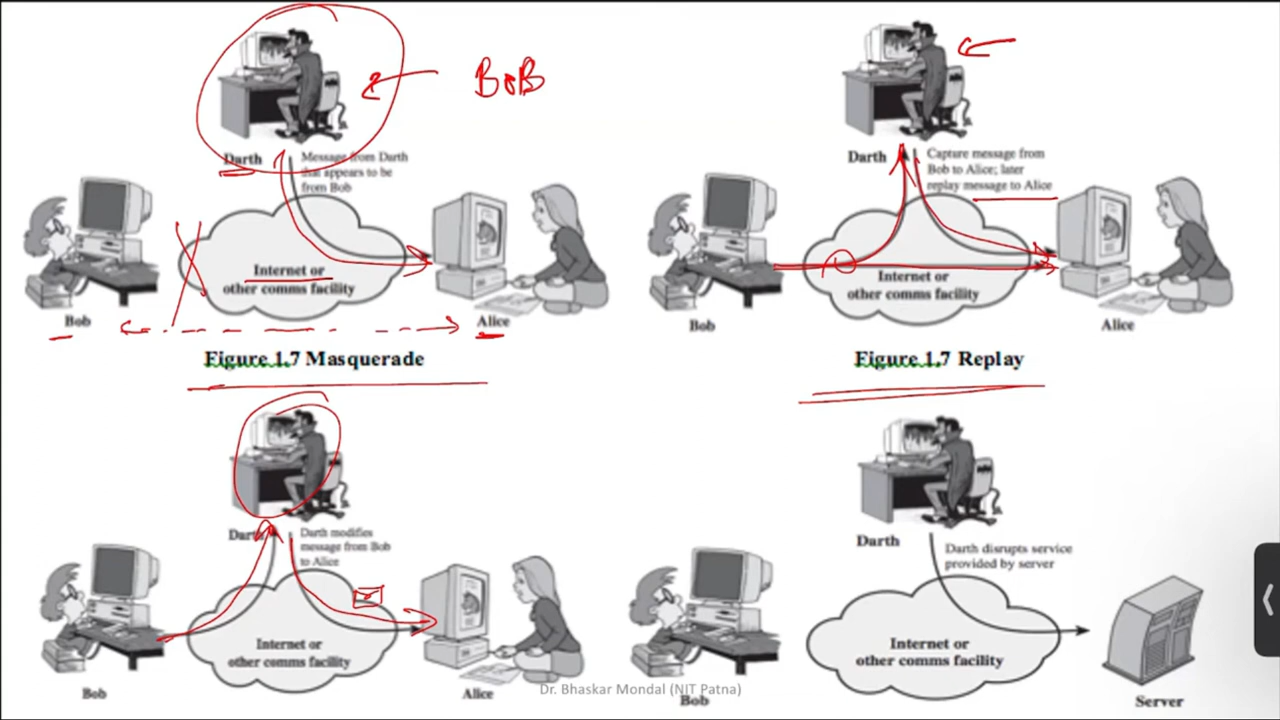 BOB
Darth
Message from Darth
that appears to be
from Bob
Internet or
other comms facility
Bob
Alice
Figure 1.7 Masquerade
Darth
Capture message from
Bob to Alice; later
replay message to Alice
Internet or
other comms facility
Bob
Alice
Figure 1.7 Replay
Darth
Darth modifies
message from Bob
to Alice
Internet or
other comms facility
Bob
Alice
Darth
Darth disrupts service
provided by server
Internet or
other comms facility
Bob
Server
Dr. Bhaskar Mondal (NIT Patna)